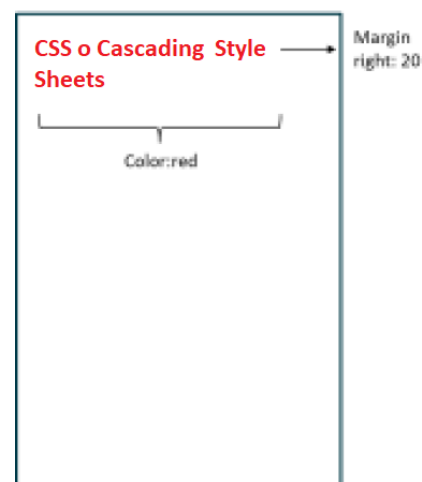 CSS o Cascading Style
Sheets
Margin
right: 20
Color:red